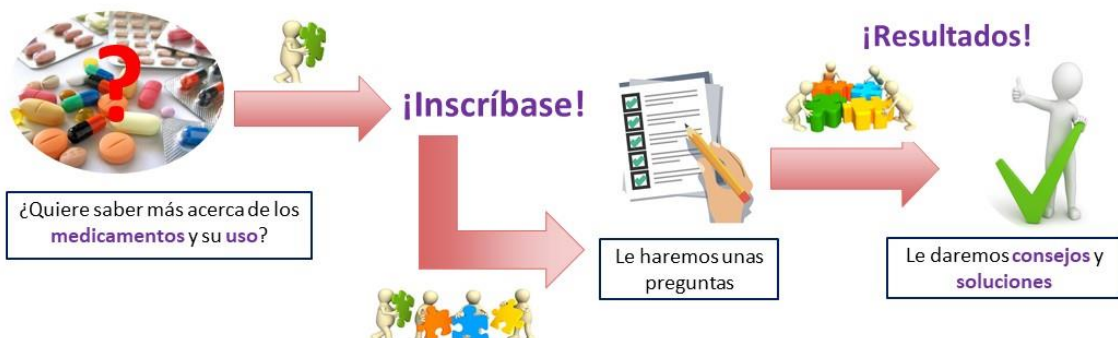 ?
¿Quiere saber más acerca de los
medicamentos y su uso?
¡Inscríbase!
Le haremos unas
preguntas
¡Resultados!
Le daremos consejos y
soluciones